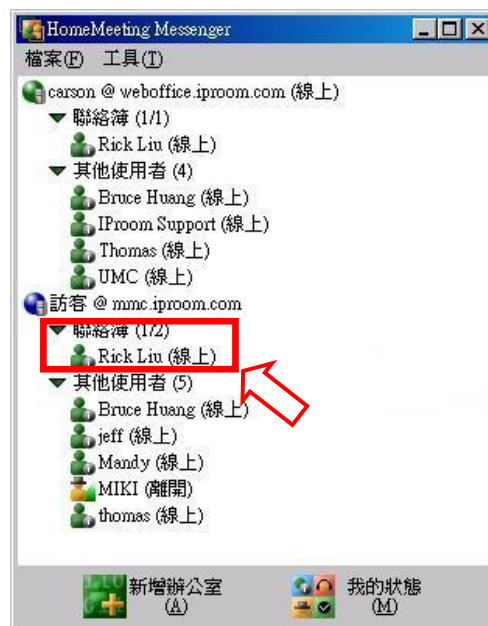 HomeMeeting Messenger
檔案(F) 工具(T)
carson @ weboffice.iproom.com (線上)
聯絡簿 (1/1)
Rick Liu (線上)
其他使用者 (4)
Bruce Huang (線上)
IProom Support (線上)
Thomas (線上)
UMC (線上)
訪客 @ mmc.iproom.com
聯絡簿 (1/2)
Rick Liu (線上)
其他使用者 (5)
Bruce Huang (線上)
jeff (線上)
Mandy (線上)
MIKI (離開)
thomas (線上)
新增辦公室 我的狀態
(A) (M)